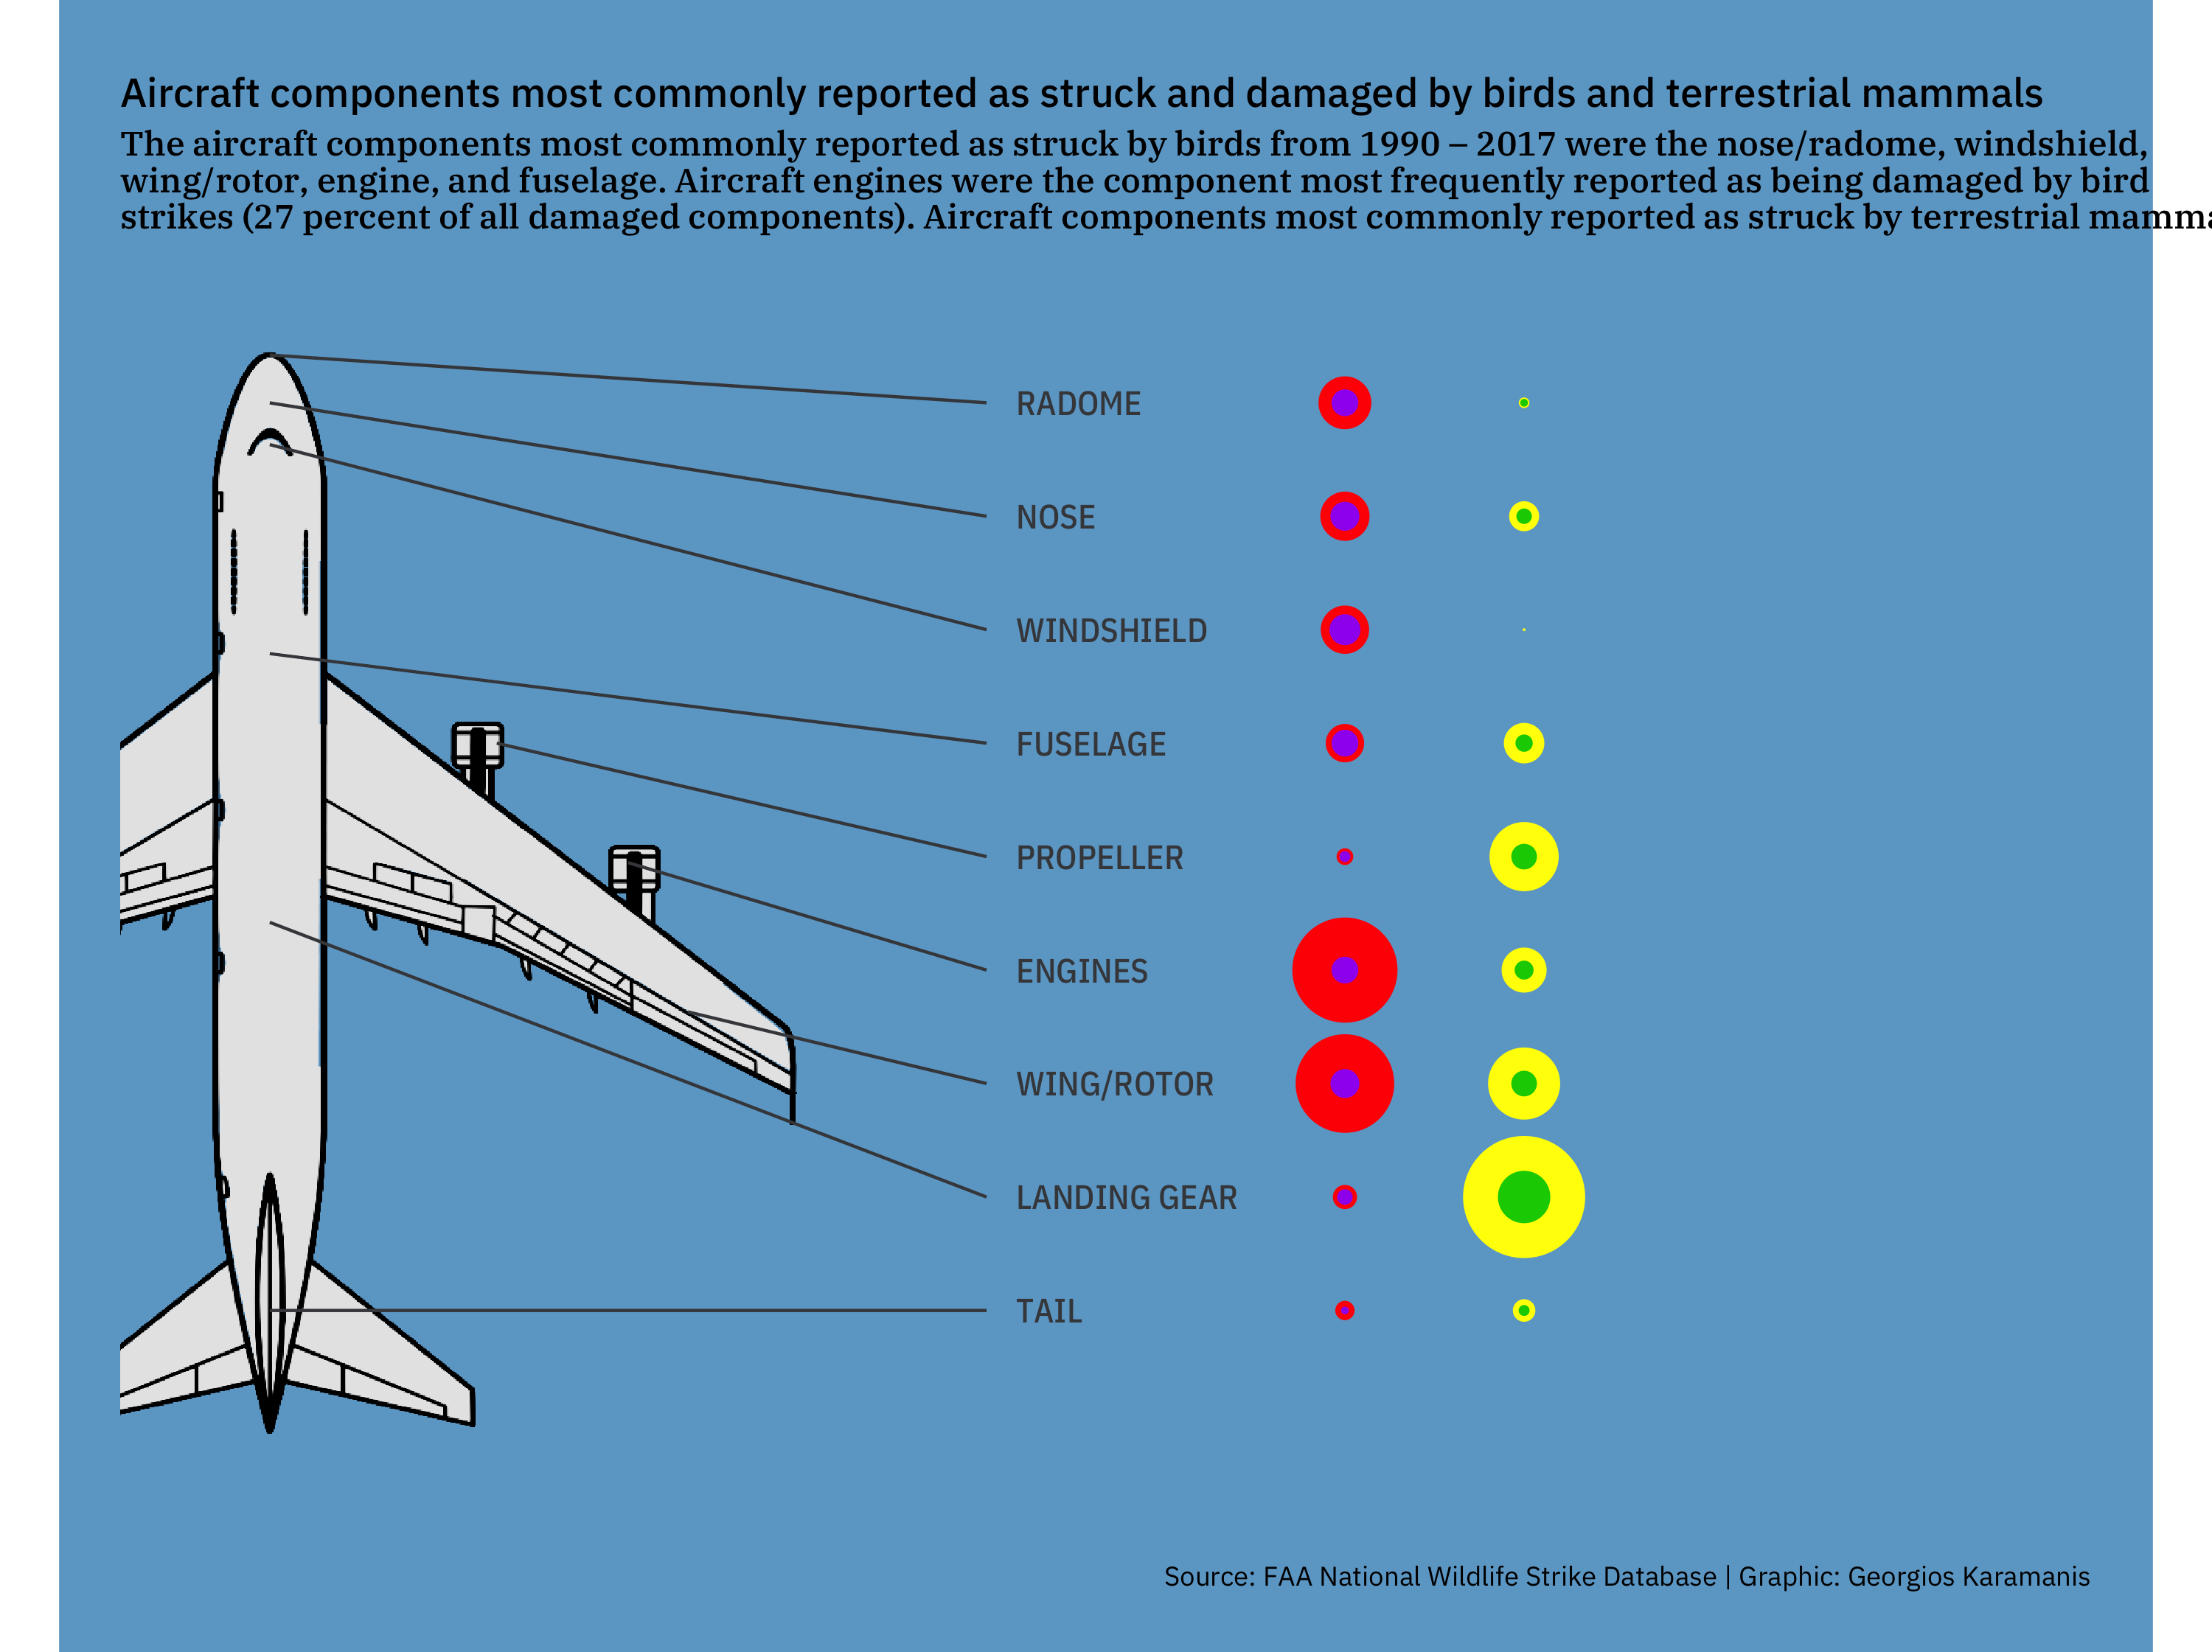 Aircraft components most commonly reported as struck and damaged by birds and terrestrial mammals
The aircraft components most commonly reported as struck by birds from 1990 – 2017 were the nose/radome, windshield,
wing/rotor, engine, and fuselage. Aircraft engines were the component most frequently reported as being damaged by bird
strikes (27 percent of all damaged components). Aircraft components most commonly reported as struck by terrestrial
RADOME
NOSE
WINDSHIELD
FUSELAGE
PROPELLER
ENGINES
WING/ROTOR
LANDING GEAR
TAIL
Source: FAA National Wildlife Strike Database | Graphic: Georgios Karamanis